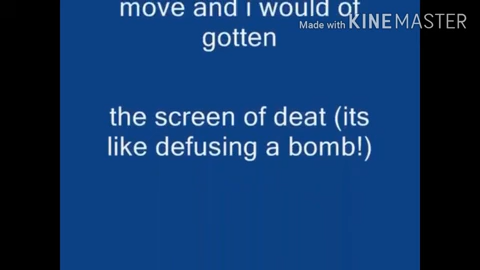 move and i would of
gotten
Made with KINEMASTER
the screen of deat (its
like defusing a bomb!)